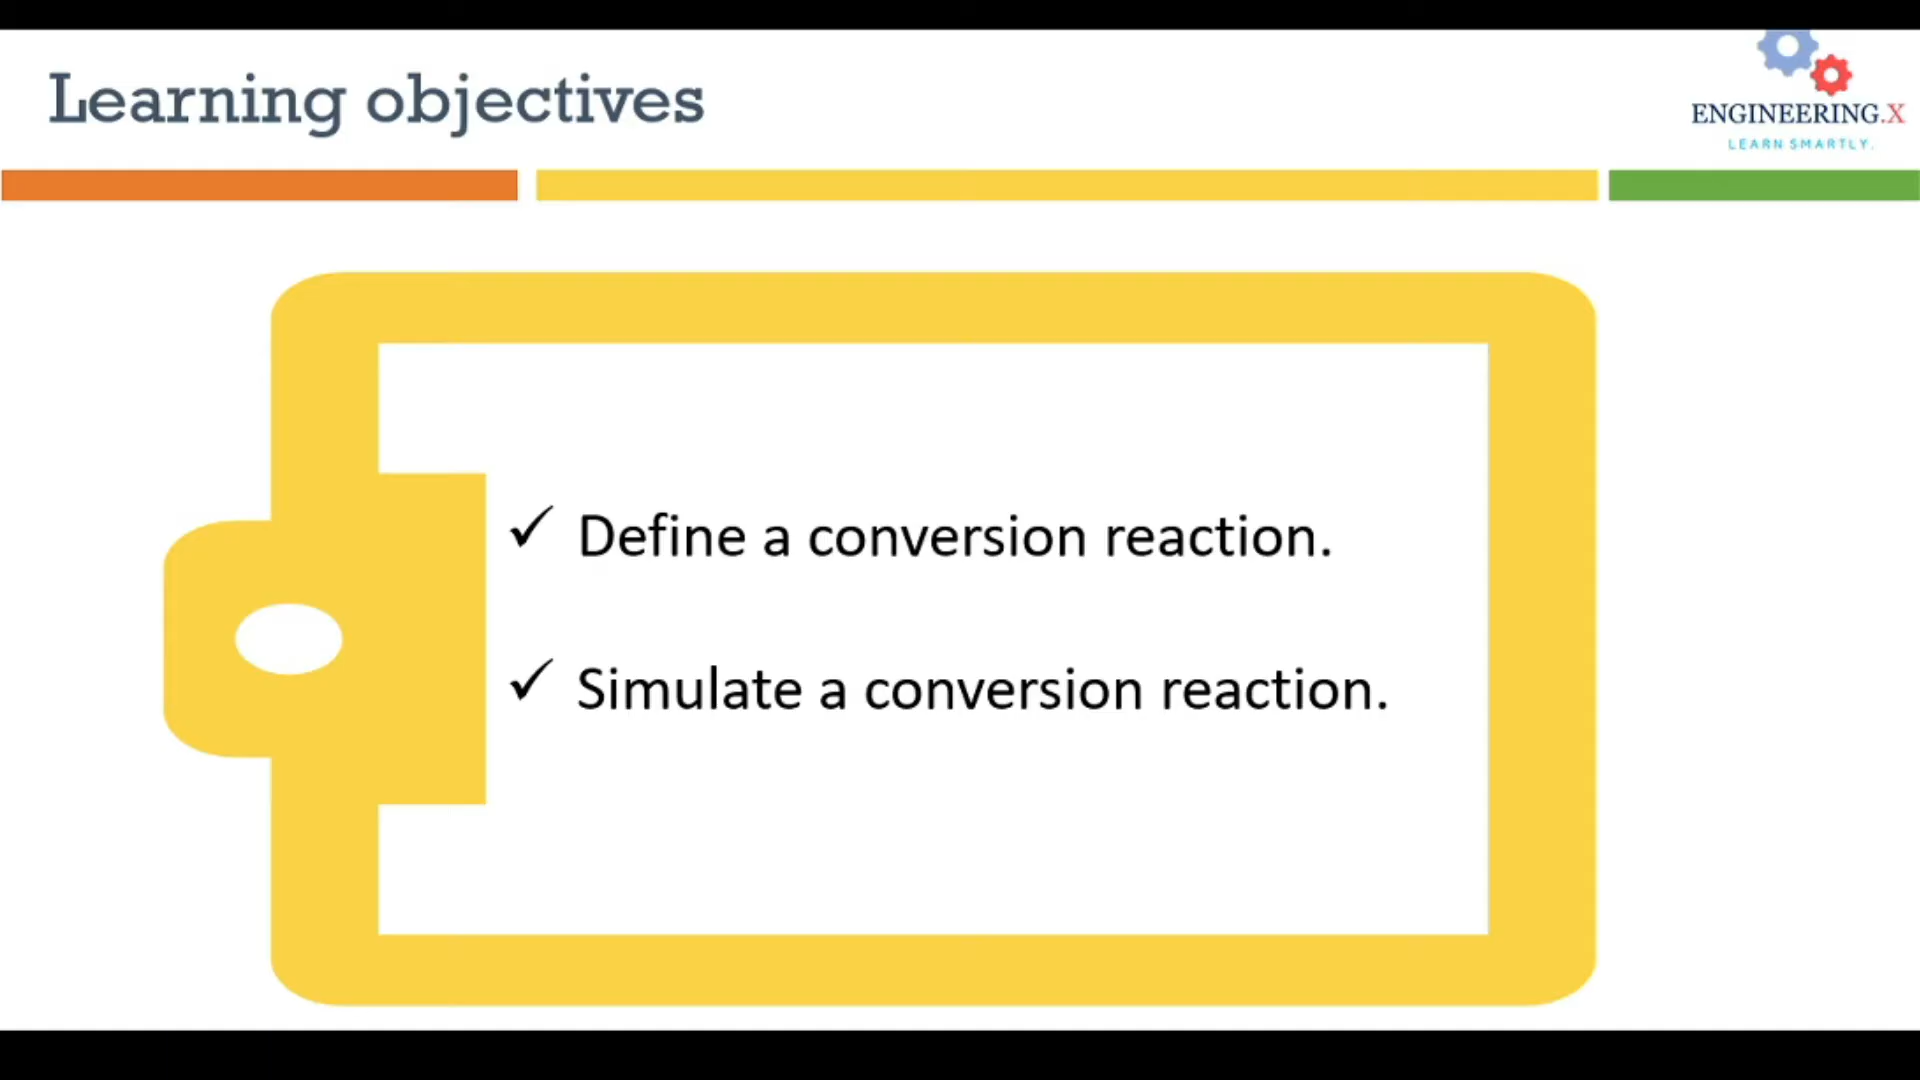 Learning objectives
ENGINEERING.X
LEARN SMARTLY.
✓ Define a conversion reaction.
✓ Simulate a conversion reaction.